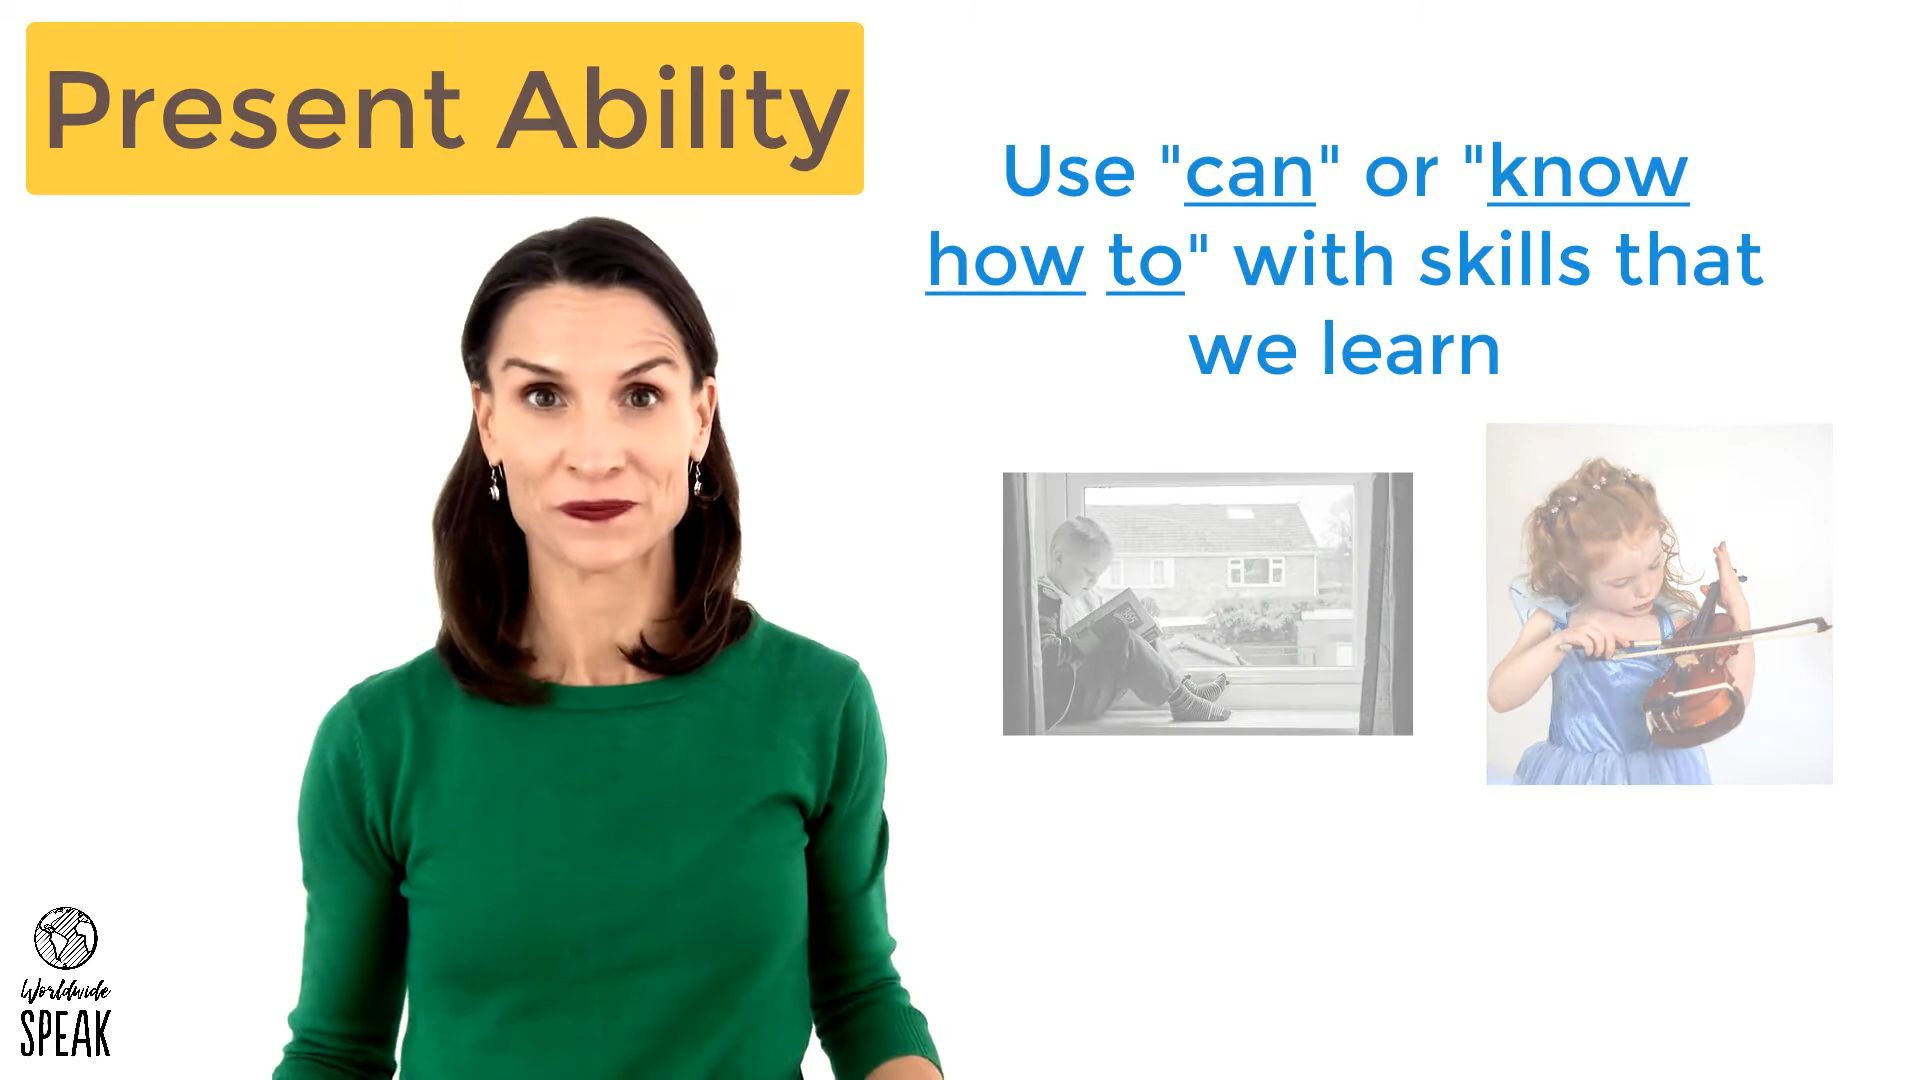 Present Ability
Use "can" or "know
how to" with skills that
we learn
Worldwide
SPEAK